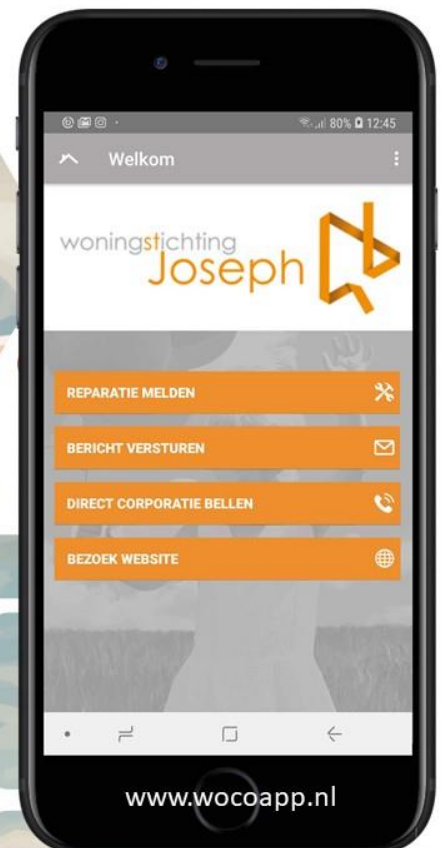 80% 12:45
Welkom
woningstichting
Joseph
REPARATIE MELDEN
BERICHT VERSTUREN
DIRECT CORPORATIE BELLEN
BEZOEK WEBSITE
www.wocoapp.nl